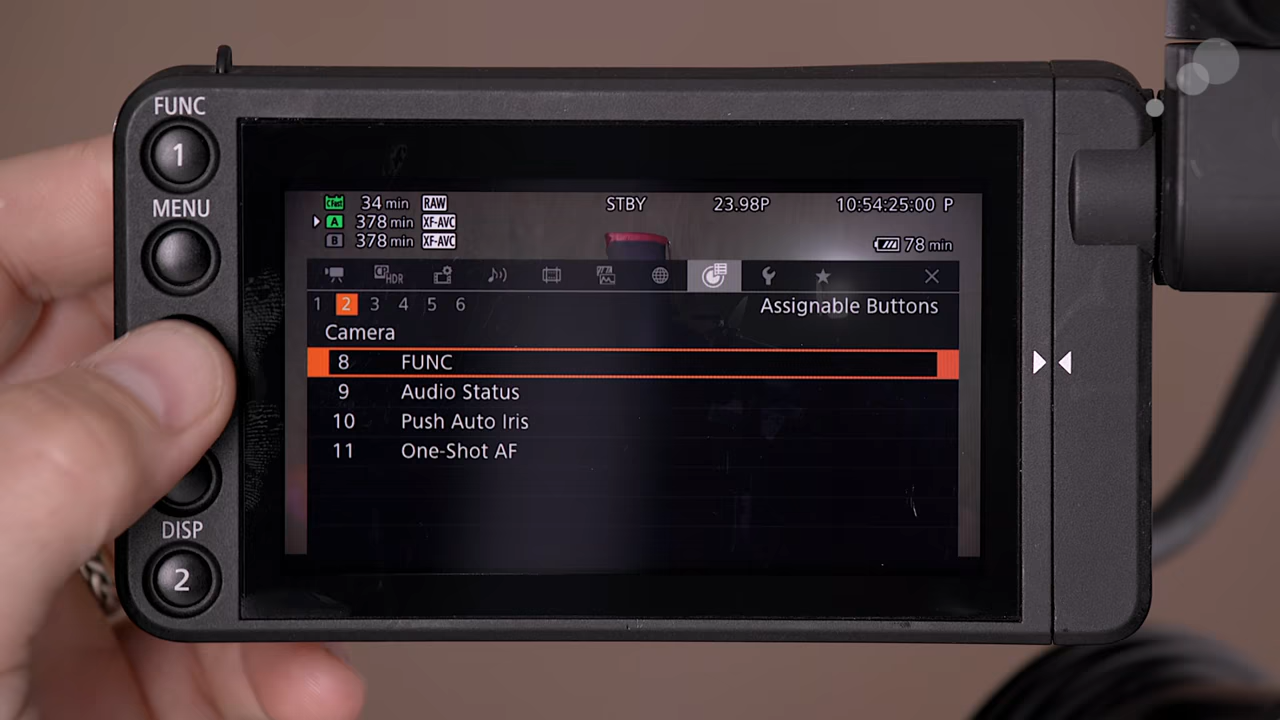 FUNC
1
MENU
DISP
2
CFast 34 min RAW
A 378 min XF-AVC
B 378 min XF-AVC
STBY
23.98P
10:54:25:00 P
78 min
HDR
1 2 3 4 5 6
Assignable Buttons
Camera
8 FUNC
9 Audio Status
10 Push Auto Iris
11 One-Shot AF